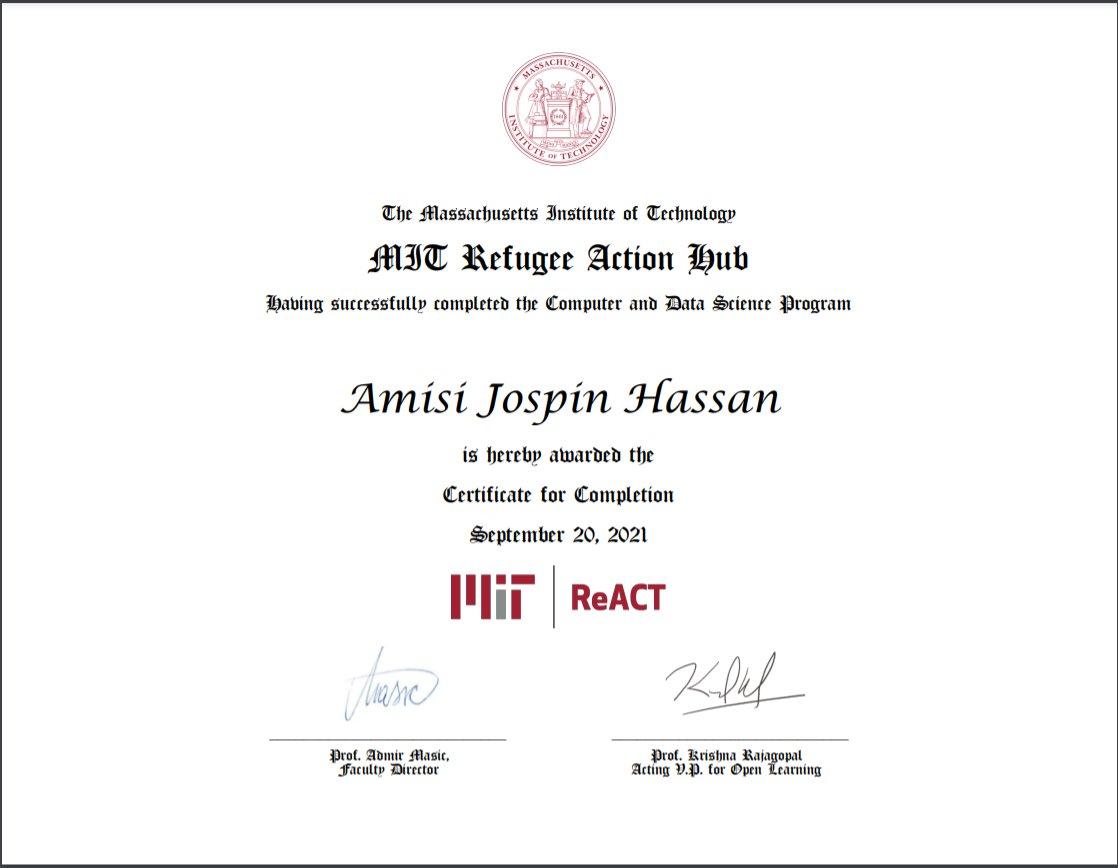 MASSACHUSETTS INSTITUTE OF TECHNOLOGY
The Massachusetts Institute of Technology
MIT Refugee Action Hub
Having successfully completed the Computer and Data Science Program
Amisi Jospin Hassan
is hereby awarded the
Certificate for Completion
September 20, 2021
MIT ReACT
Masic
Prof. Admir Masic,
Faculty Director
Prof. Krishna Rajagopal
Acting V.P. for Open Learning